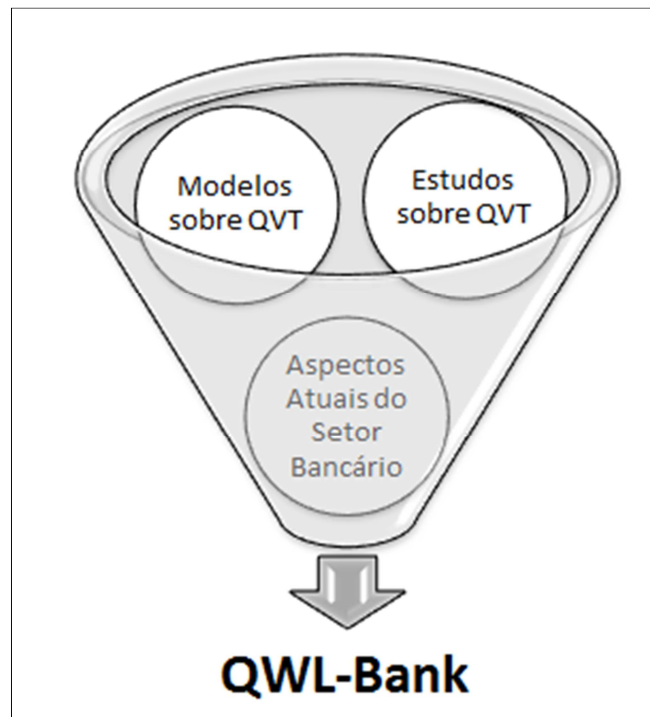 Modelos
sobre QVT
Estudos
sobre QVT
Aspectos
Atuais do
Setor
Bancário
QWL-Bank